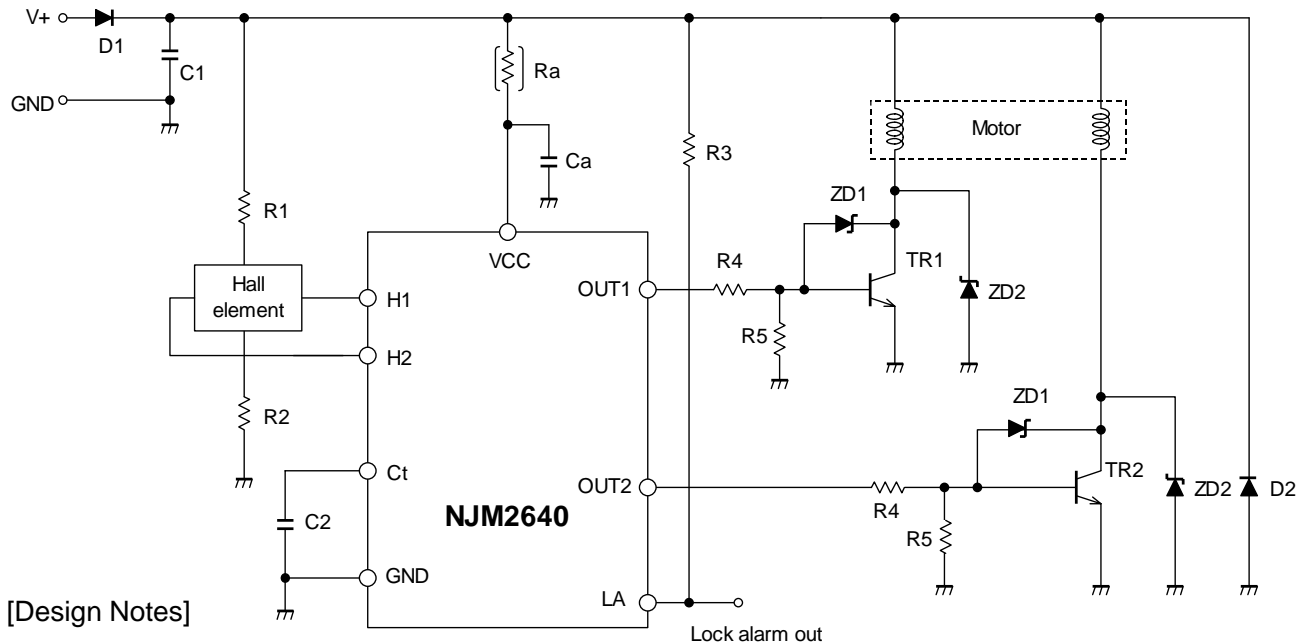 V+
D1
C1
GND
Ra
Ca
R3
Motor
R1
ZD1
VCC
R4
TR1
Hall
element
H1
OUT1
ZD2
R5
H2
ZD1
R2
Ct
OUT2
TR2
ZD2
D2
R4
C2
NJM2640
R5
GND
[Design Notes]
LA
Lock alarm out